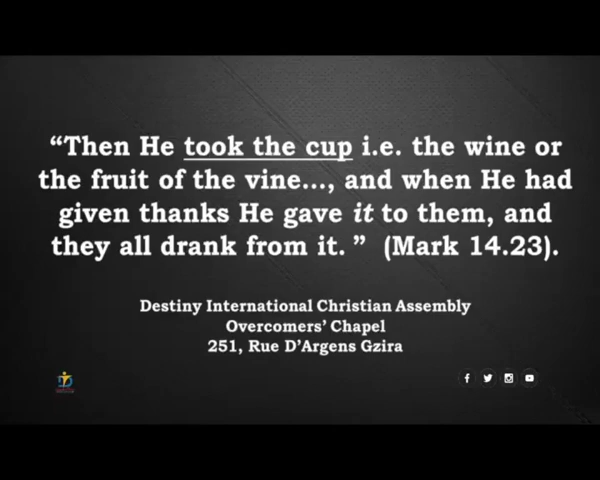 “Then He took the cup i.e. the wine or
the fruit of the vine..., and when He had
given thanks He gave it to them, and
they all drank from it. ” (Mark 14.23).
Destiny International Christian Assembly
Overcomers’ Chapel
251, Rue D’Argens Gzira